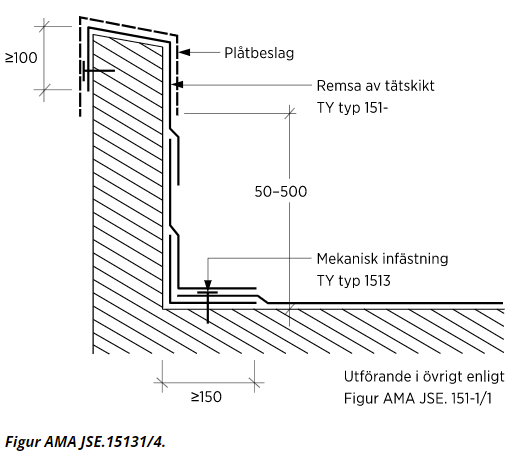 ≥100
Plåtbeslag
Remsa av tätskikt
TY typ 151-
50–500
Mekanisk infästning
TY typ 1513
≥150
Utförande i övrigt enligt
Figur AMA JSE. 151-1/1
Figur AMA JSE.15131/4.